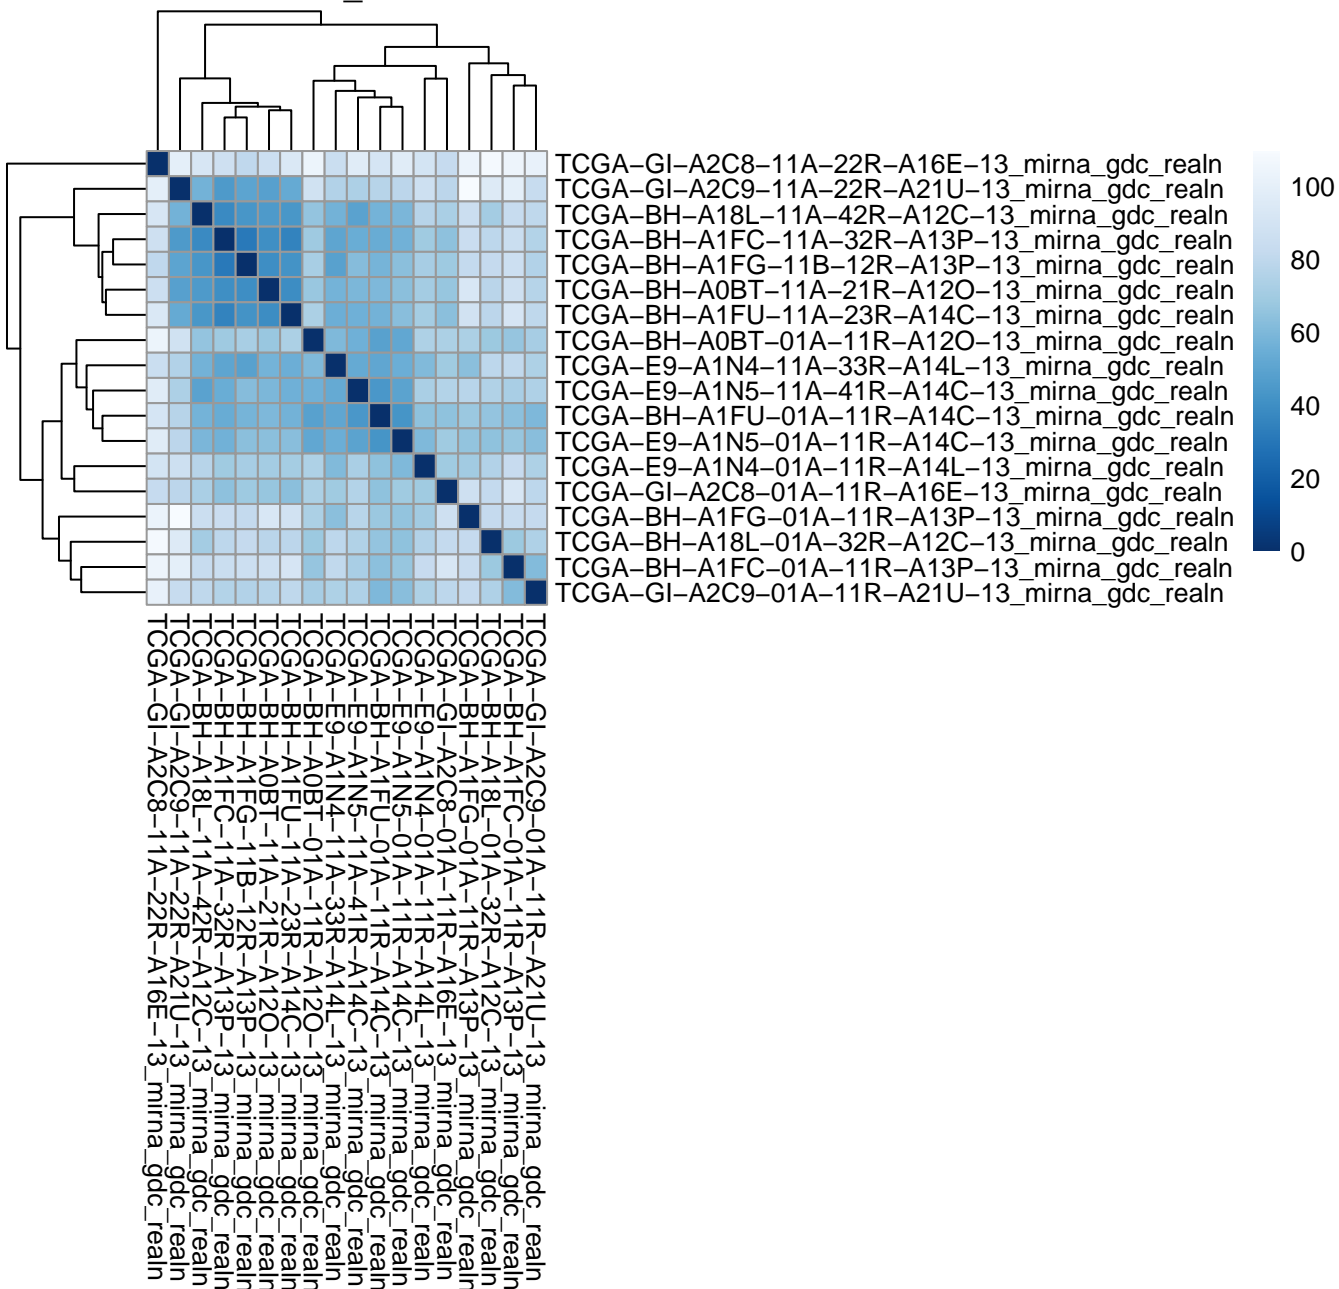 TCGA−GI−A2C8−11A−22R−A16E−13_mirna_gdc_realn
TCGA−GI−A2C9−11A−22R−A21U−13_mirna_gdc_realn
TCGA−BH−A18L−11A−42R−A12C−13_mirna_gdc_realn
TCGA−BH−A1FC−11A−32R−A13P−13_mirna_gdc_realn
TCGA−BH−A1FG−11B−12R−A13P−13_mirna_gdc_realn
TCGA−BH−A0BT−11A−21R−A12O−13_mirna_gdc_realn
TCGA−BH−A1FU−11A−23R−A14C−13_mirna_gdc_realn
TCGA−BH−A0BT−01A−11R−A12O−13_mirna_gdc_realn
TCGA−E9−A1N4−11A−33R−A14L−13_mirna_gdc_realn
TCGA−E9−A1N5−11A−41R−A14C−13_mirna_gdc_realn
TCGA−BH−A1FU−01A−11R−A14C−13_mirna_gdc_realn
TCGA−E9−A1N5−01A−11R−A14C−13_mirna_gdc_realn
TCGA−E9−A1N4−01A−11R−A14L−13_mirna_gdc_realn
TCGA−GI−A2C8−01A−11R−A16E−13_mirna_gdc_realn
TCGA−BH−A1FG−01A−11R−A13P−13_mirna_gdc_realn
TCGA−BH−A18L−01A−32R−A12C−13_mirna_gdc_realn
TCGA−BH−A1FC−01A−11R−A13P−13_mirna_gdc_realn
TCGA−GI−A2C9−01A−11R−A21U−13_mirna_gdc_realn
100
80
60
40
20
0
TCGA−GI−A2C8−11A−22R−A16E−13_mirna_gdc_realn
TCGA−GI−A2C9−11A−22R−A21U−13_mirna_gdc_realn
TCGA−BH−A18L−11A−42R−A12C−13_mirna_gdc_realn
TCGA−BH−A1FC−11A−32R−A13P−13_mirna_gdc_realn
TCGA−BH−A1FG−11B−12R−A13P−13_mirna_gdc_realn
TCGA−BH−A0BT−11A−21R−A12O−13_mirna_gdc_realn
TCGA−BH−A1FU−11A−23R−A14C−13_mirna_gdc_realn
TCGA−BH−A0BT−01A−11R−A12O−13_mirna_gdc_realn
TCGA−E9−A1N4−11A−33R−A14L−13_mirna_gdc_realn
TCGA−E9−A1N5−11A−41R−A14C−13_mirna_gdc_realn
TCGA−BH−A1FU−01A−11R−A14C−13_mirna_gdc_realn
TCGA−E9−A1N5−01A−11R−A14C−13_mirna_gdc_realn
TCGA−E9−A1N4−01A−11R−A14L−13_mirna_gdc_realn
TCGA−GI−A2C8−01A−11R−A16E−13_mirna_gdc_realn
TCGA−BH−A1FG−01A−11R−A13P−13_mirna_gdc_realn
TCGA−BH−A18L−01A−32R−A12C−13_mirna_gdc_realn
TCGA−BH−A1FC−01A−11R−A13P−13_mirna_gdc_realn
TCGA−GI−A2C9−01A−11R−A21U−13_mirna_gdc_realn